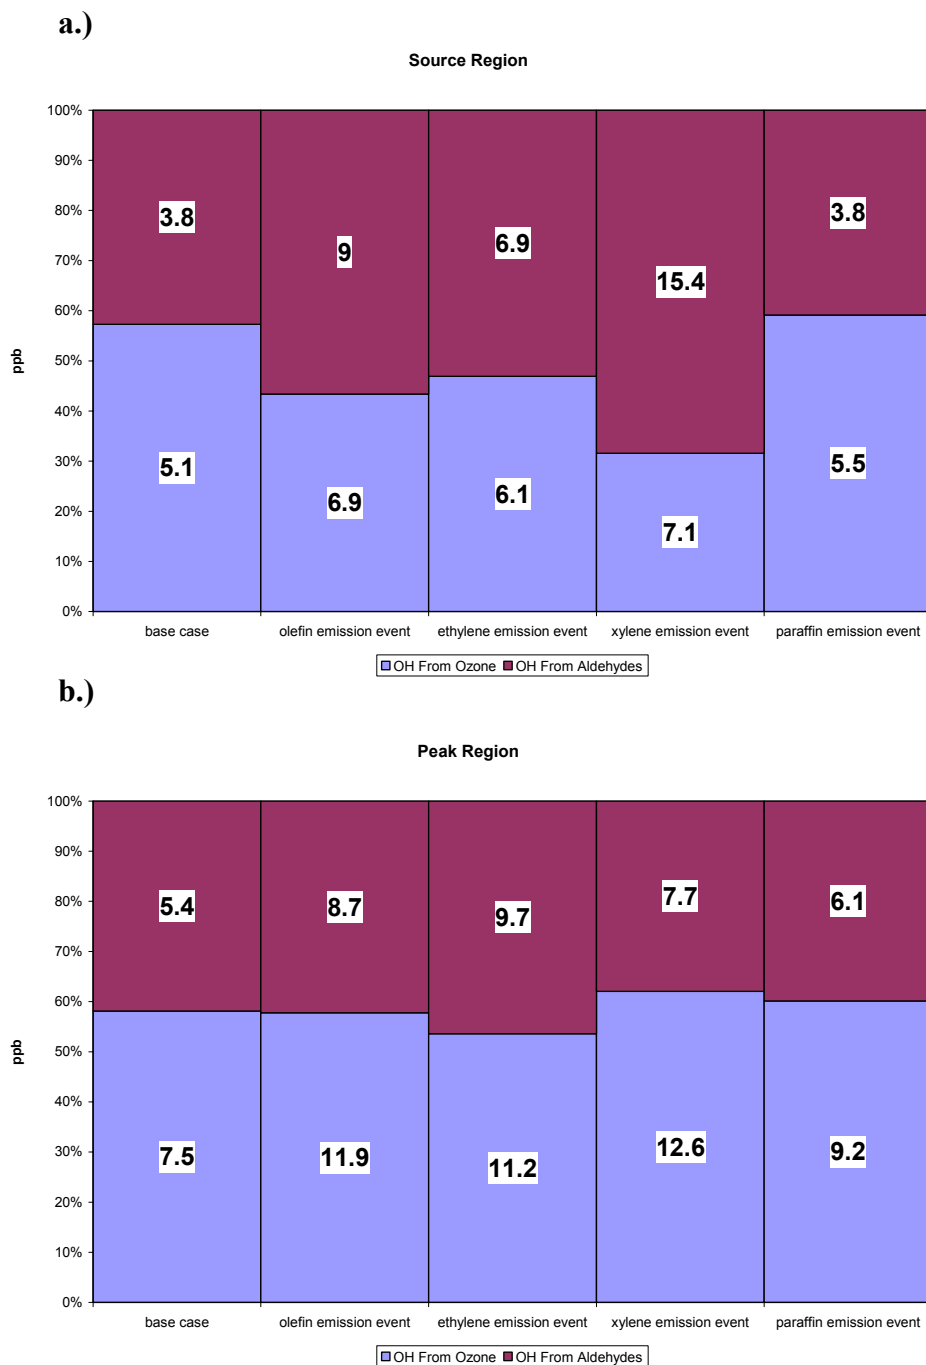 a.)
Source Region
100%
90%
80%
70%
60%
50%
40%
30%
20%
10%
0%
ppb
3.8
9
6.9
15.4
3.8
5.1
6.9
6.1
7.1
5.5
base case
olefin emission event
ethylene emission event
xylene emission event
paraffin emission event
OH From Ozone
OH From Aldehydes
b.)
Peak Region
100%
90%
80%
70%
60%
50%
40%
30%
20%
10%
0%
ppb
5.4
8.7
9.7
7.7
6.1
7.5
11.9
11.2
12.6
9.2
base case
olefin emission event
ethylene emission event
xylene emission event
paraffin emission event
OH From Ozone
OH From Aldehydes